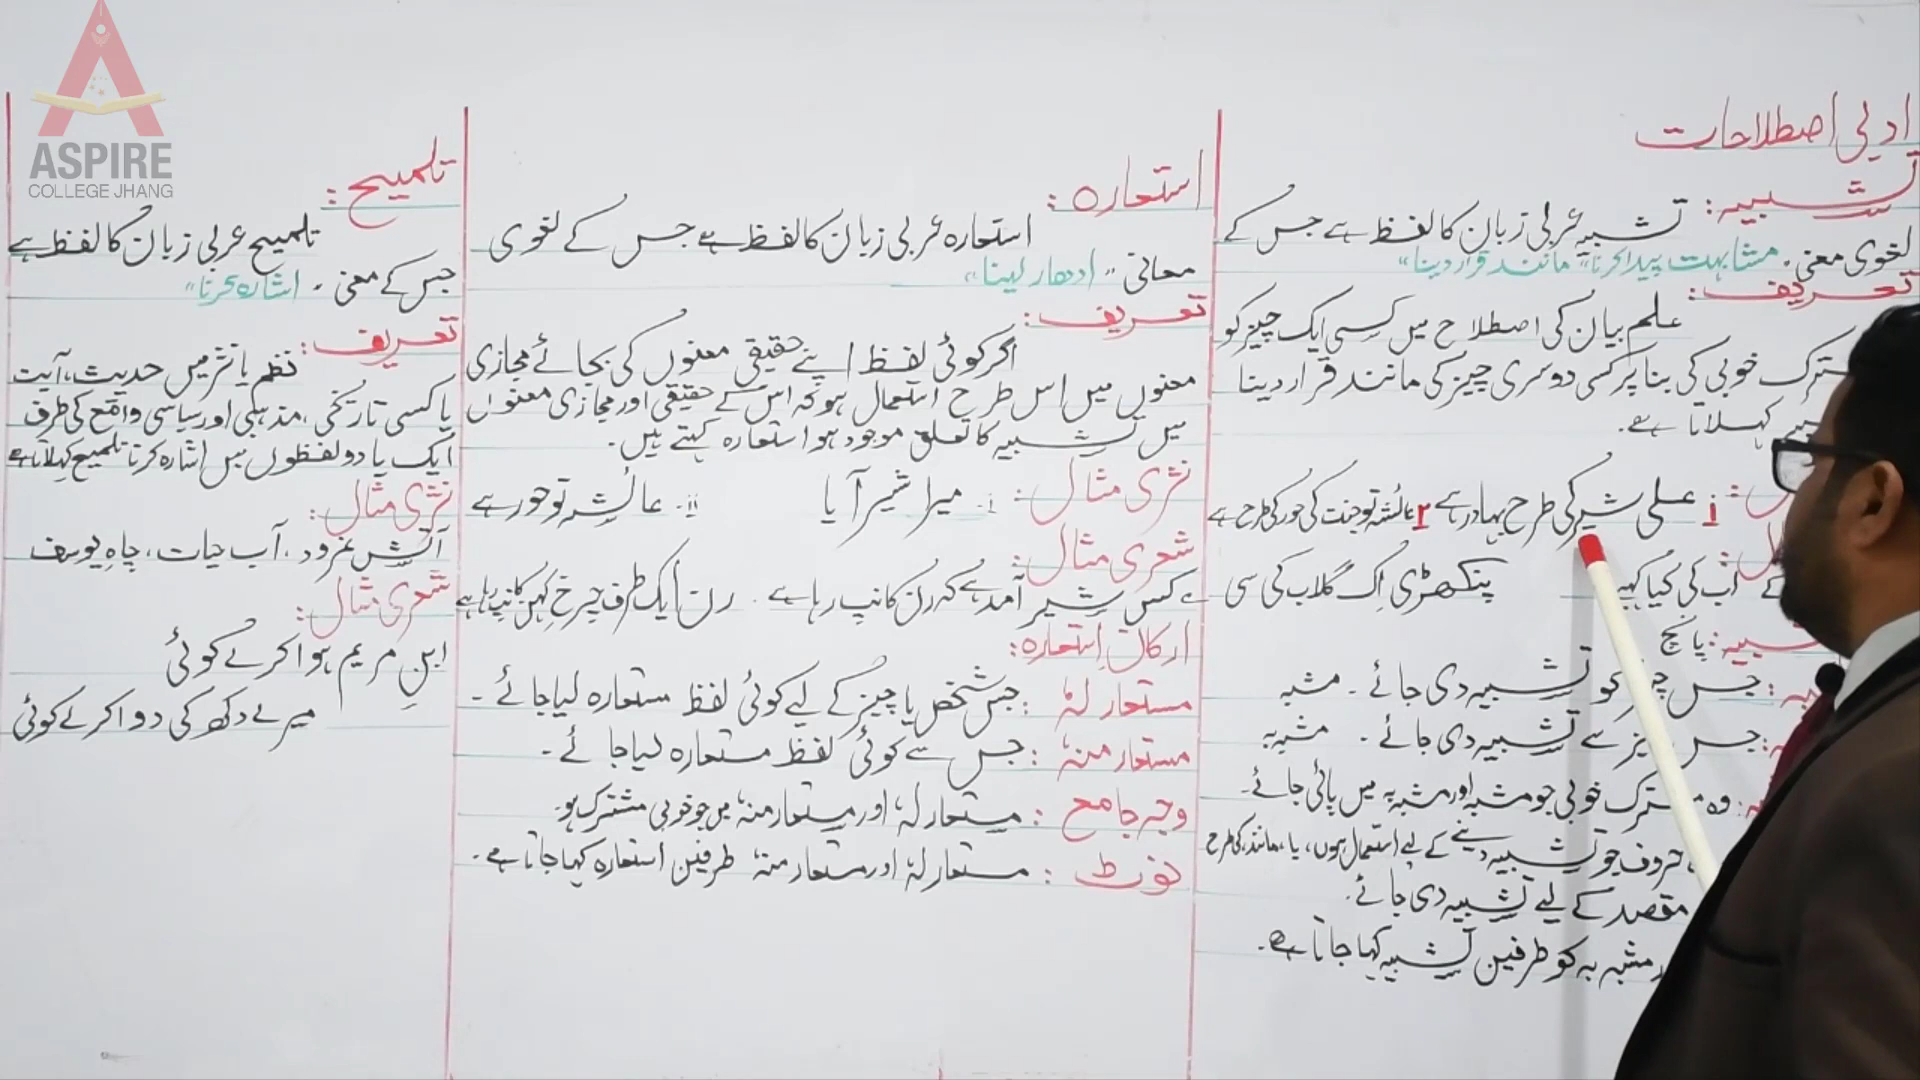 ASPIRE
COLLEGE JHANG
ادبی اصطلاحات
تشبیہ:
تشبیہ عربی زبان کا لفظ ہے جس کے
لغوی معنی "مشابہت پیدا کرنا" مانند قرار دینا"
تعریف:
علم بیان کی اصطلاح میں کسی ایک چیز کو
خوبی کی بنا پر کسی دوسری چیز کی مانند قرار دینا
کہلاتا ہے۔
i علی شیر کی طرح بہادر ہے ۲ عائشہ تو جنت کی حور کی طرح ہے
کے لب کی کیا کہیے پنکھڑی اِک گلاب کی سی ہے
پانچ
جس کو تشبیہ دی جائے۔ مشبہ
جس سے تشبیہ دی جائے۔ مشبہ بہ
وہ خوبی جو مشبہ اور مشبہ بہ میں پائی جائے۔
حروف جو تشبیہ دینے کے لیے استعمال ہوں، یا، مانند، کی طرح
مقصد کے لیے تشبیہ دی جائے۔
مشبہ بہ کو طرفین تشبیہ کہا جاتا ہے۔
استعارہ:
استعارہ عربی زبان کا لفظ ہے جس کے لغوی
معانی "ادھار لینا"
تعریف:
اگر کوئی لفظ اپنے حقیقی معنوں کی بجائے مجازی
معنوں میں اس طرح استعمال ہو کہ اس کے حقیقی اور مجازی معنوں
میں تشبیہ کا تعلق موجود ہو استعارہ کہتے ہیں۔
نثری مثال: i۔ میرا شیر آیا ii۔ عائشہ تو حور ہے
شعری مثال:
کس شیر کی آمد ہے کہ رن کانپ رہا ہے۔ رن ایک طرف چرخِ کہن کانپ رہا ہے
ارکانِ استعارہ:
مستعار لہٗ: جس شخص یا چیز کے لیے کوئی لفظ مستعارہ لیا جائے۔
مستعار منہٗ: جس سے کوئی لفظ مستعارہ لیا جائے۔
وجہ جامع: مستعار لہٗ اور مستعار منہٗ میں جو خوبی مشترک ہو۔
نوٹ: مستعار لہٗ اور مستعار منہٗ طرفین استعارہ کہا جاتا ہے۔
تلمیح:
تلمیح عربی زبان کا لفظ ہے
جس کے معنی "اشارہ کرنا"
تعریف:
نظم یا نثر میں حدیث، آیت
یا کسی تاریخی، مذہبی اور سیاسی واقع کی طرف
ایک یا دو لفظوں میں اشارہ کرنا تلمیح کہلاتا ہے
نثری مثال:
آتش نمرود، آب حیات، چاہِ یوسف
شعری مثال:
ابنِ مریم ہوا کرے کوئی
میرے دکھ کی دوا کرے کوئی